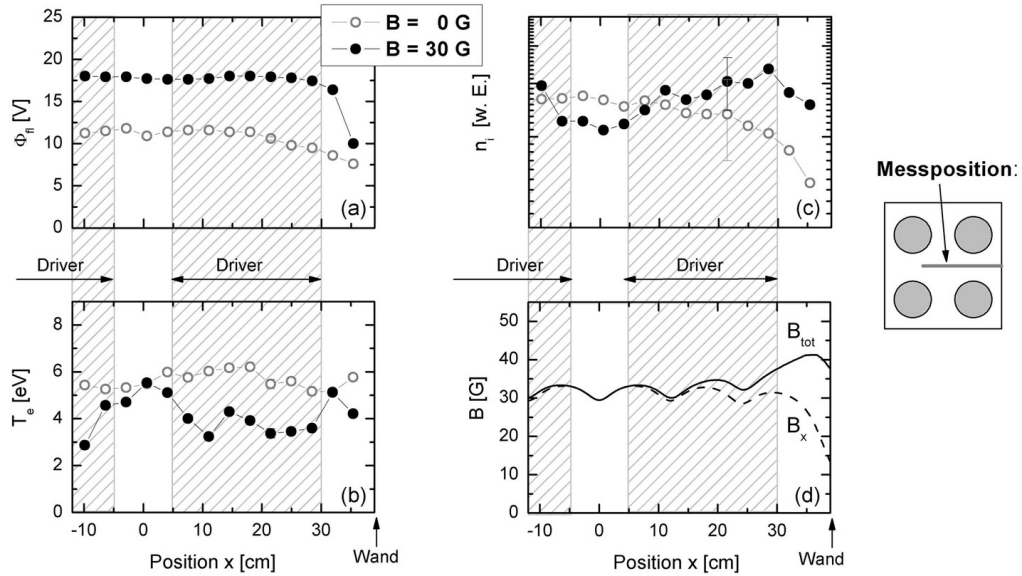 B = 0 G
B = 30 G
25
20
15
10
5
0
Φfl [V]
(a)
ni [w. E.]
(c)
Messposition:
Driver
Driver
Driver
Driver
8
6
4
2
0
Te [eV]
(b)
-10
0
10
20
30
Position x [cm]
Wand
50
40
30
20
10
0
B [G]
Btot
Bx
(d)
-10
0
10
20
30
Position x [cm]
Wand